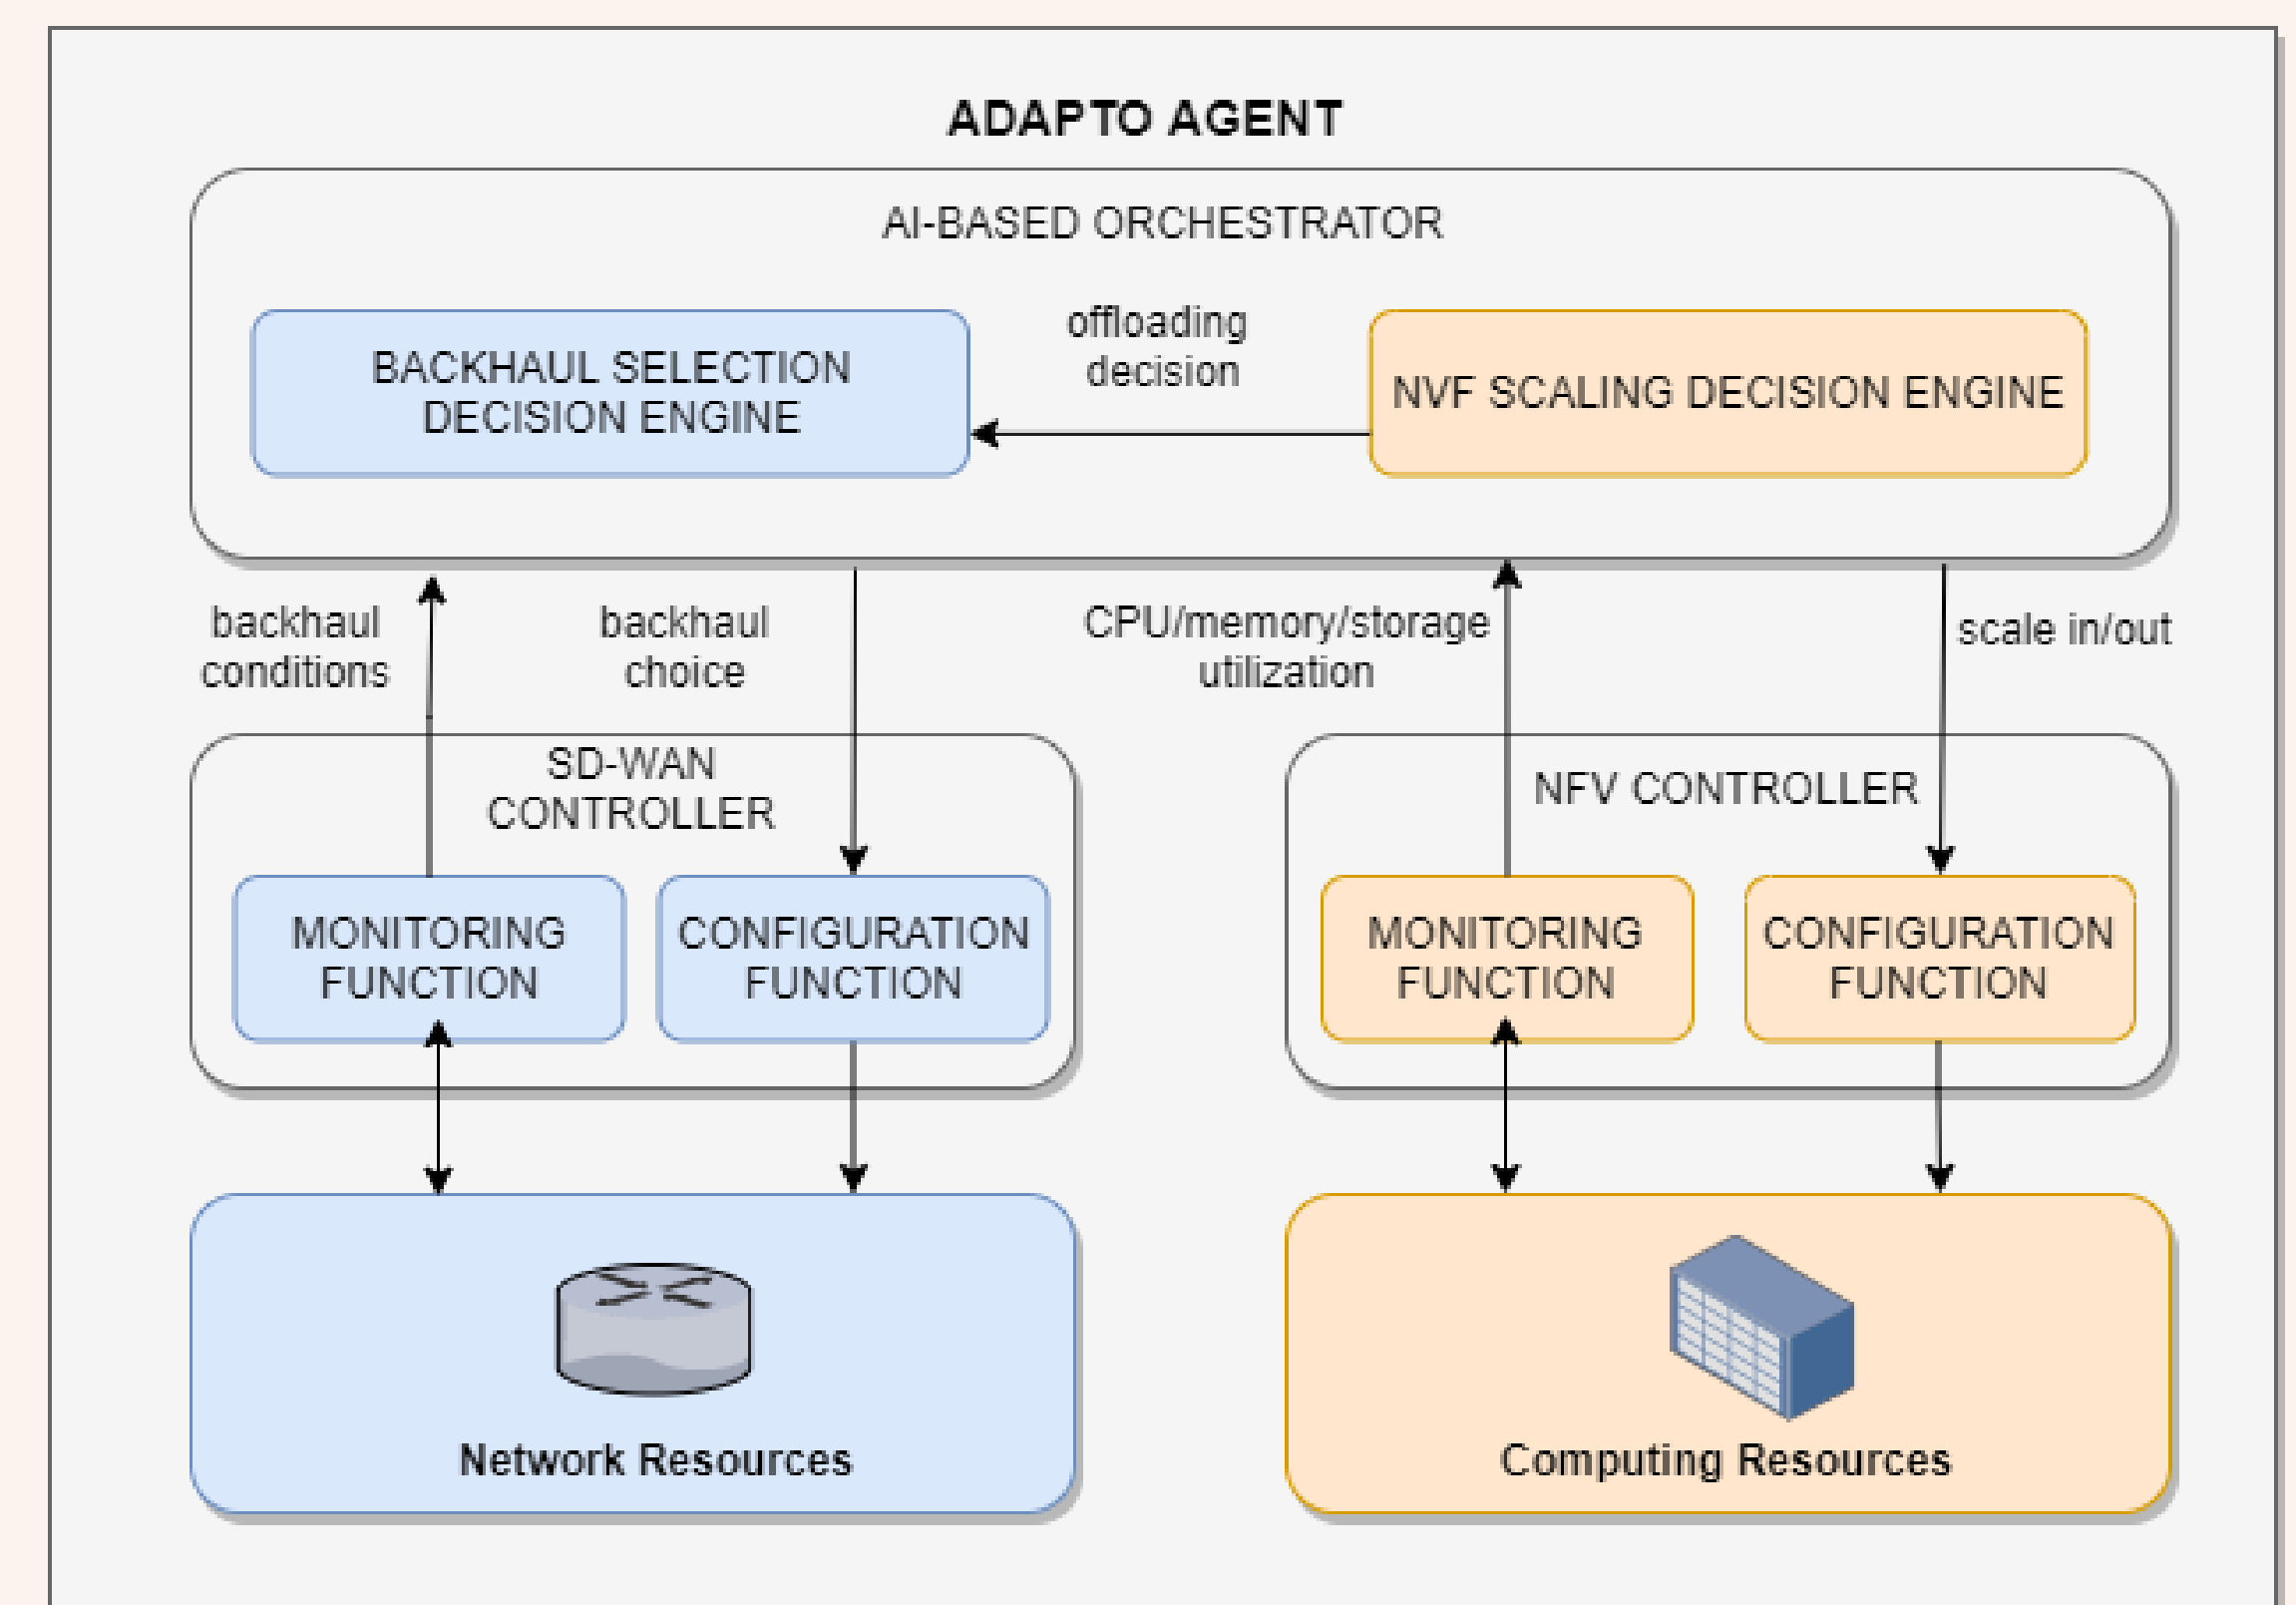 ADAPTO AGENT
AI-BASED ORCHESTRATOR
BACKHAUL SELECTION
DECISION ENGINE
offloading
decision
NVF SCALING DECISION ENGINE
backhaul
conditions
backhaul
choice
CPU/memory/storage
utilization
scale in/out
SD-WAN
CONTROLLER
MONITORING
FUNCTION
CONFIGURATION
FUNCTION
NFV CONTROLLER
MONITORING
FUNCTION
CONFIGURATION
FUNCTION
Network Resources
Computing Resources